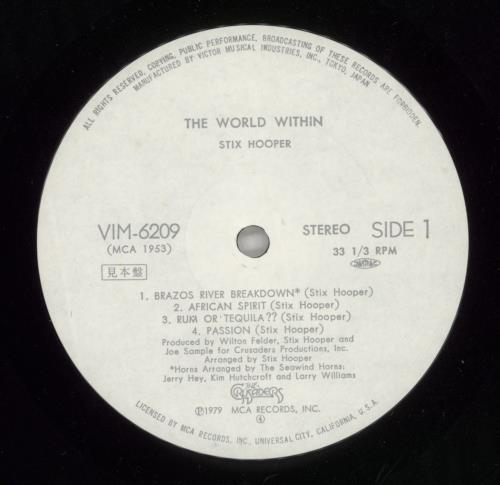 ALL RIGHTS RESERVED, COPYING, PUBLIC PERFORMANCE, BROADCASTING OF THESE RECORDS ARE FORBIDDEN.
MANUFACTURED BY VICTOR MUSICAL INDUSTRIES, INC., TOKYO, JAPAN
THE WORLD WITHIN
STIX HOOPER
VIM-6209
(MCA 1953)
見本盤
STEREO SIDE 1
33 1/3 RPM
1. BRAZOS RIVER BREAKDOWN* (Stix Hooper)
2. AFRICAN SPIRIT (Stix Hooper)
3. RUM OR TEQUILA?? (Stix Hooper)
4. PASSION (Stix Hooper)
Produced by Wilton Felder, Stix Hooper and
Joe Sample for Crusaders Productions, Inc.
Arranged by Stix Hooper
*Horns Arranged by The Seawind Horns:
Jerry Hey, Kim Hutchcroft and Larry Williams
THE CRUSADERS
Ⓟ1979 MCA RECORDS, INC.
④
LICENSED BY MCA RECORDS, INC., UNIVERSAL CITY, CALIFORNIA, U.S.A.